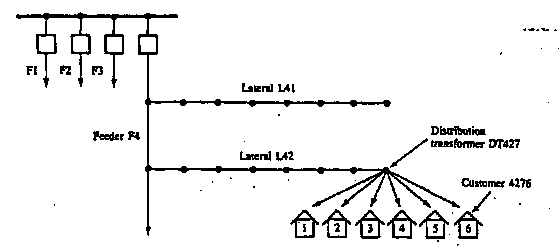 F1 F2 F3
Lateral L41
Feeder F4
Distribution
transformer DT427
Lateral L42
Customer 4276
1 2 3 4 5 6